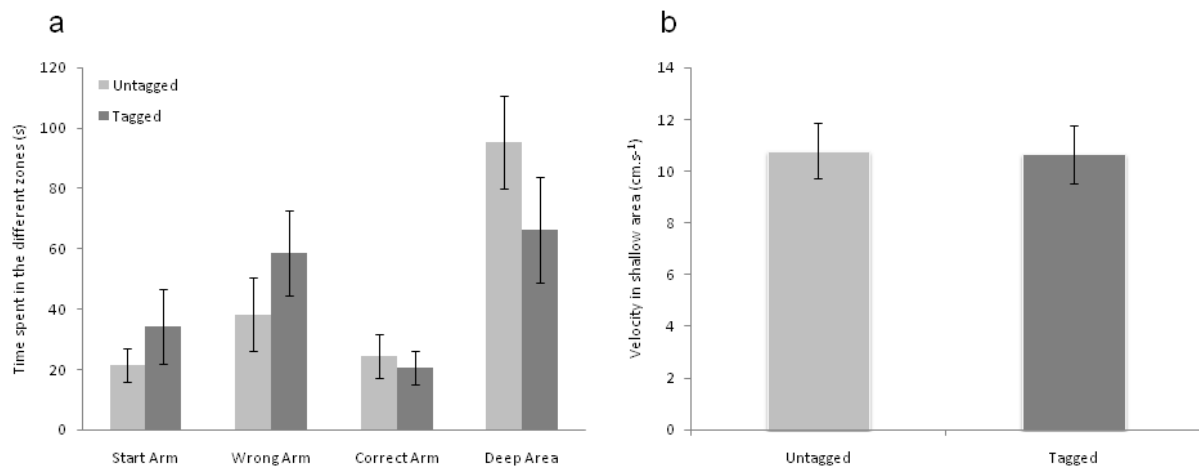 a
Time spent in the different zones (s)
120
100
80
60
40
20
0
Untagged
Tagged
Start Arm
Wrong Arm
Correct Arm
Deep Area
b
Velocity in shallow area (cm.s⁻¹)
14
12
10
8
6
4
2
0
Untagged
Tagged